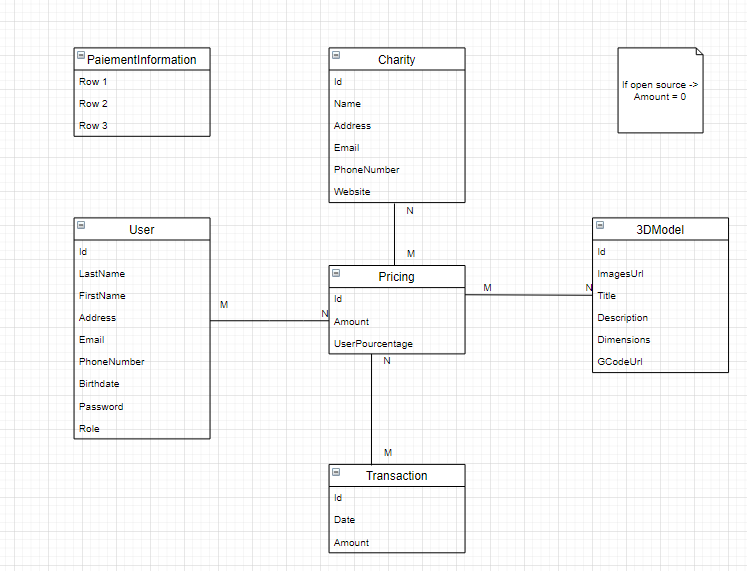 PaiementInformation
Row 1
Row 2
Row 3
Charity
Id
Name
Address
Email
PhoneNumber
Website
If open source ->
Amount = 0
N
M
User
Id
LastName
FirstName
Address
Email
PhoneNumber
Birthdate
Password
Role
M
N
Pricing
Id
Amount
UserPourcentage
M
N
3DModel
Id
ImagesUrl
Title
Description
Dimensions
GCodeUrl
N
M
Transaction
Id
Date
Amount